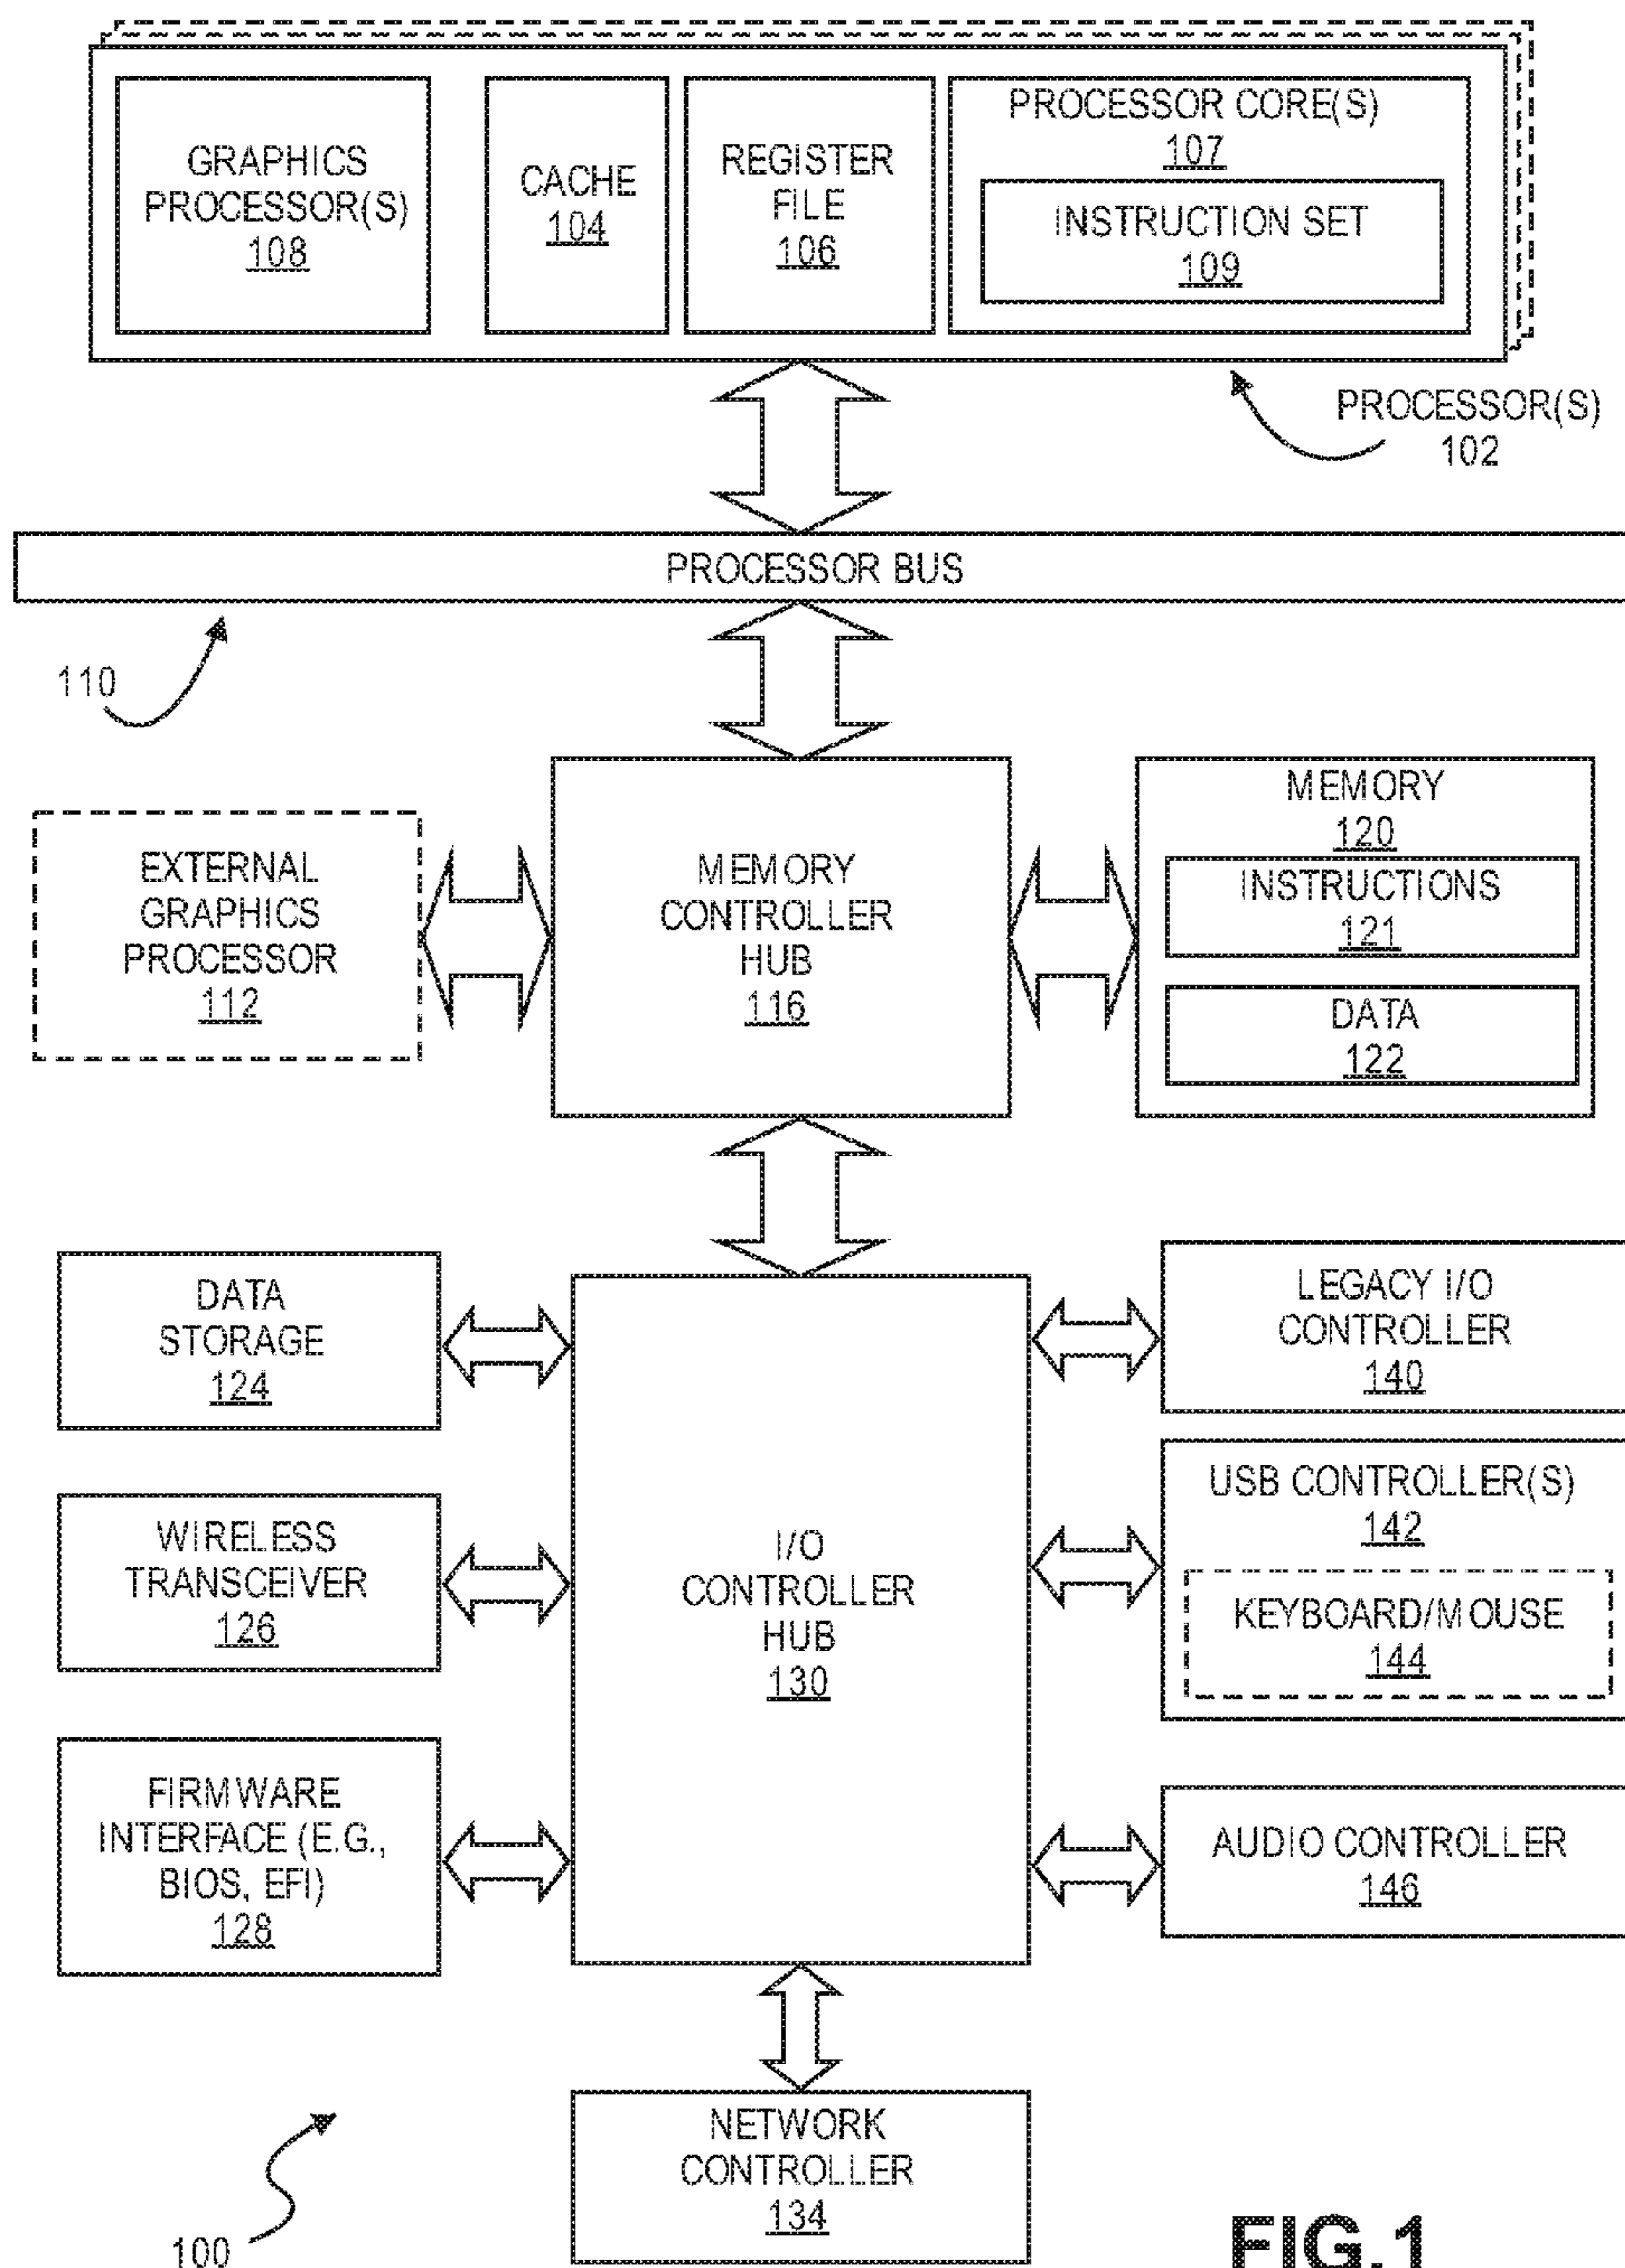 GRAPHICS
PROCESSOR(S)
108
CACHE
104
REGISTER
FILE
106
PROCESSOR CORE(S)
107
INSTRUCTION SET
109
PROCESSOR(S)
102
PROCESSOR BUS
110
EXTERNAL
GRAPHICS
PROCESSOR
112
MEMORY
CONTROLLER
HUB
116
MEMORY
120
INSTRUCTIONS
121
DATA
122
DATA
STORAGE
124
WIRELESS
TRANSCEIVER
126
FIRMWARE
INTERFACE (E.G.,
BIOS, EFI)
128
I/O
CONTROLLER
HUB
130
LEGACY I/O
CONTROLLER
140
USB CONTROLLER(S)
142
KEYBOARD/MOUSE
144
AUDIO CONTROLLER
146
NETWORK
CONTROLLER
134
100
FIG.1